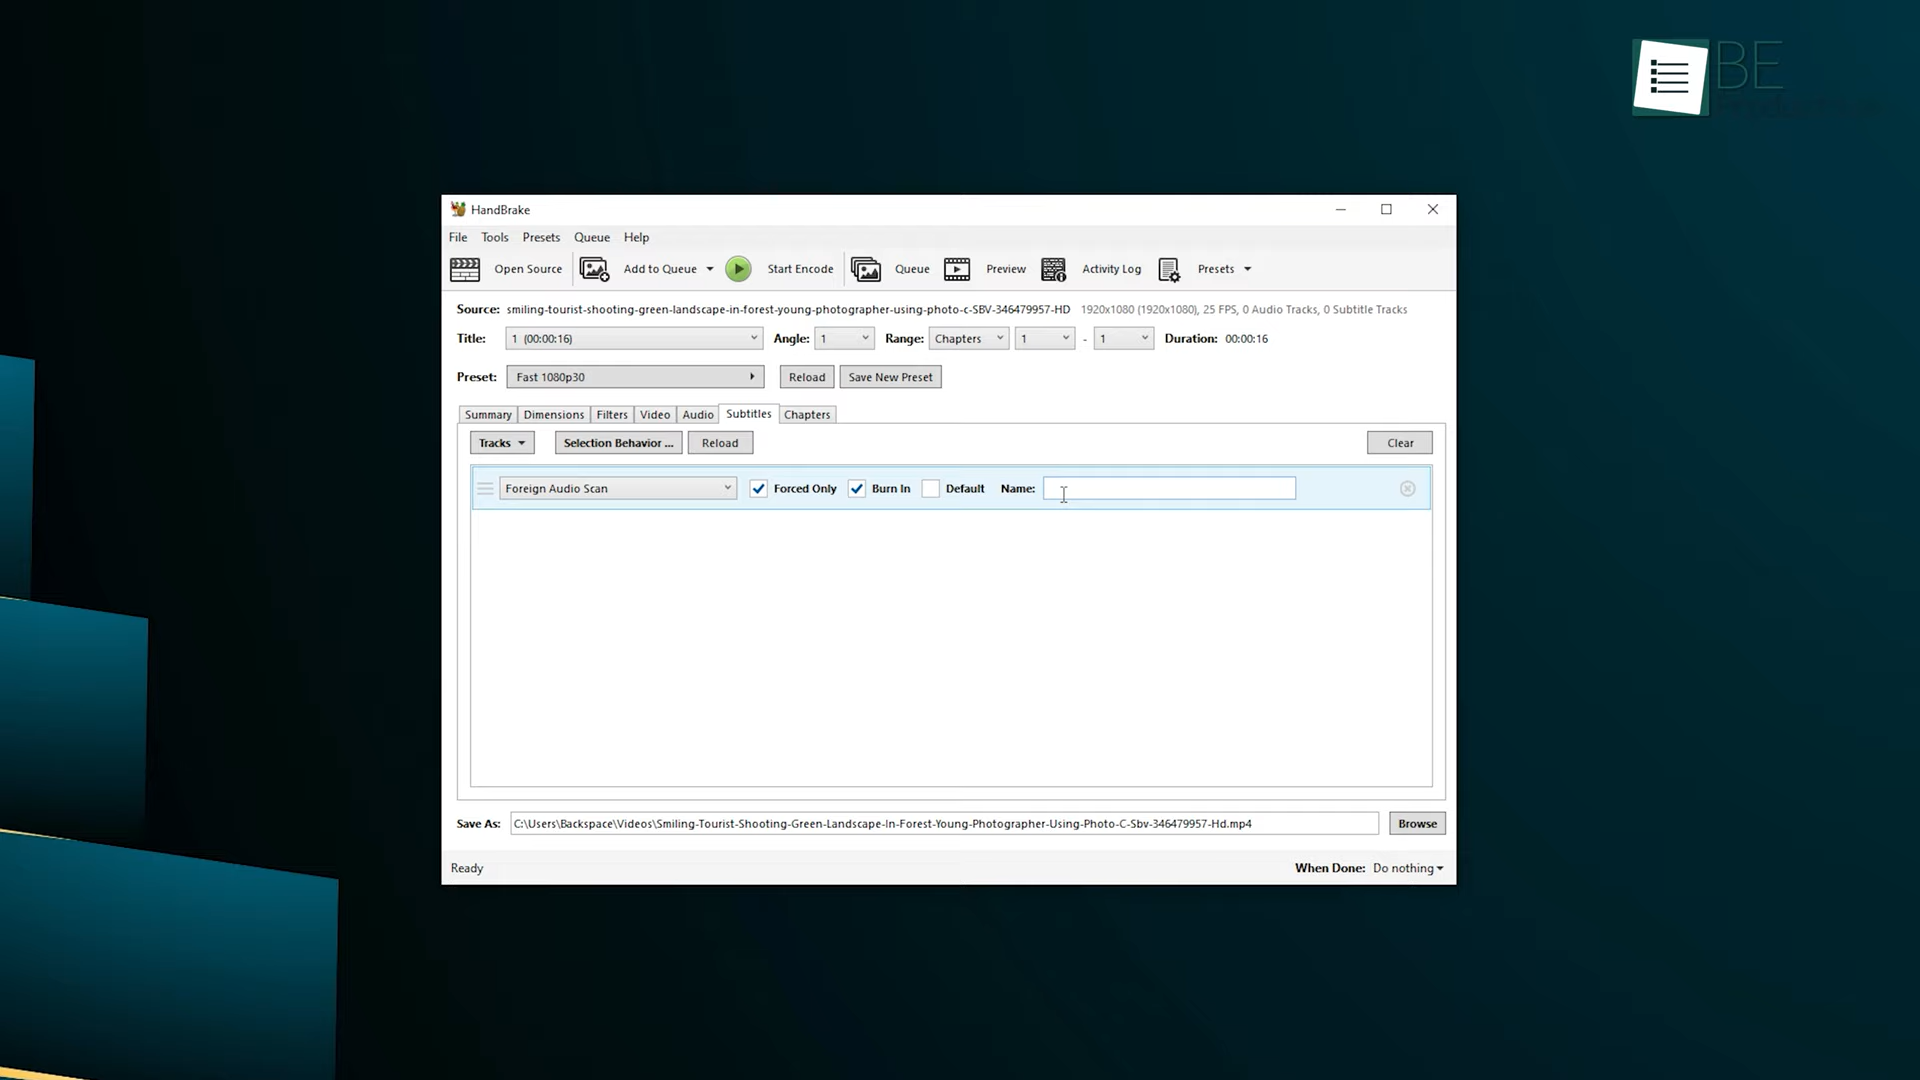 BE
HandBrake
File Tools Presets Queue Help
Open Source Add to Queue Start Encode Queue Preview Activity Log Presets
Source: smiling-tourist-shooting-green-landscape-in-forest-young-photographer-using-photo-c-SBV-346479957-HD 1920x1080 (1920x1080), 25 FPS, 0 Audio Tracks, 0 Subtitle Tracks
Title: 1 (00:00:16) Angle: 1 Range: Chapters 1 - 1 Duration: 00:00:16
Preset: Fast 1080p30 Reload Save New Preset
Summary Dimensions Filters Video Audio Subtitles Chapters
Tracks Selection Behavior ... Reload Clear
Foreign Audio Scan Forced Only Burn In Default Name:
Save As: C:\Users\Backspace\Videos\Smiling-Tourist-Shooting-Green-Landscape-In-Forest-Young-Photographer-Using-Photo-C-Sbv-346479957-Hd.mp4 Browse
Ready When Done: Do nothing